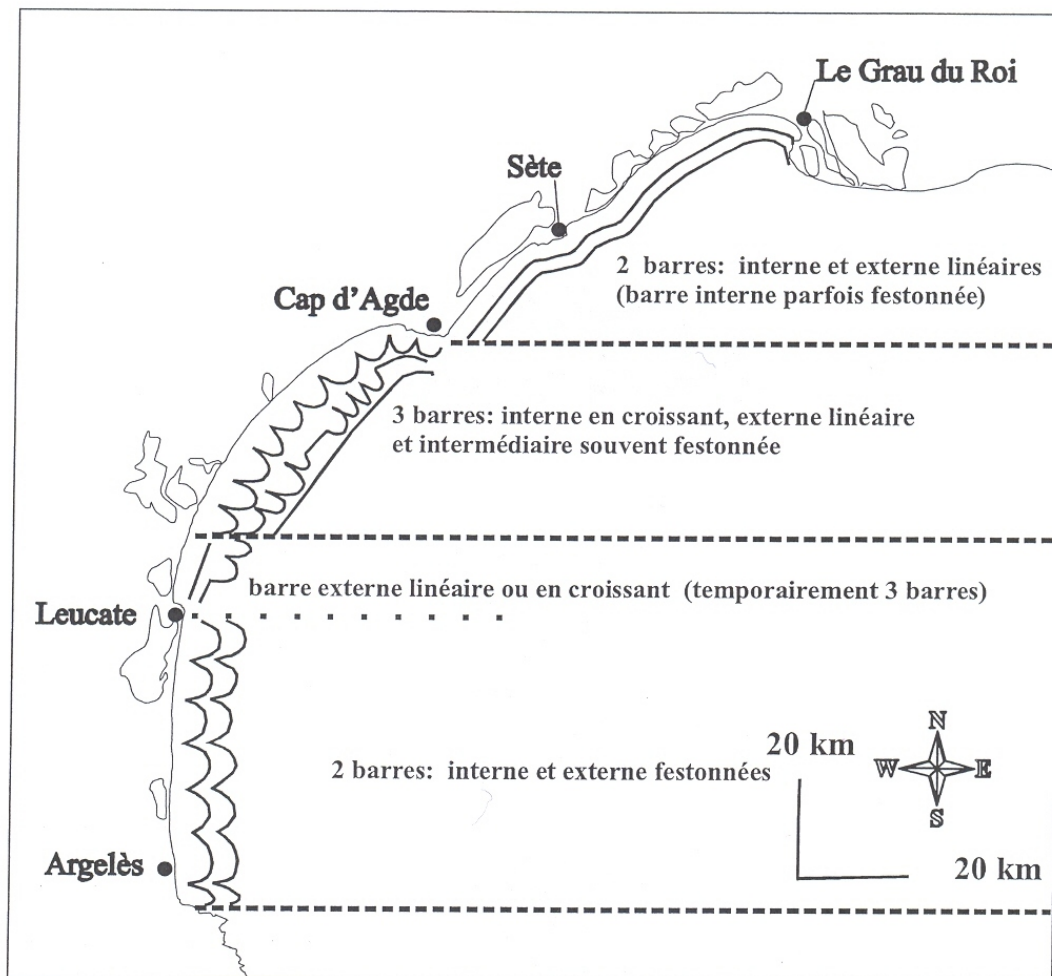 Le Grau du Roi
Sète
2 barres: interne et externe linéaires
(barre interne parfois festonnée)
Cap d'Agde
3 barres: interne en croissant, externe linéaire
et intermédiaire souvent festonnée
barre externe linéaire ou en croissant (temporairement 3 barres)
Leucate
N
20 km
W E
2 barres: interne et externe festonnées
S
Argelès
20 km